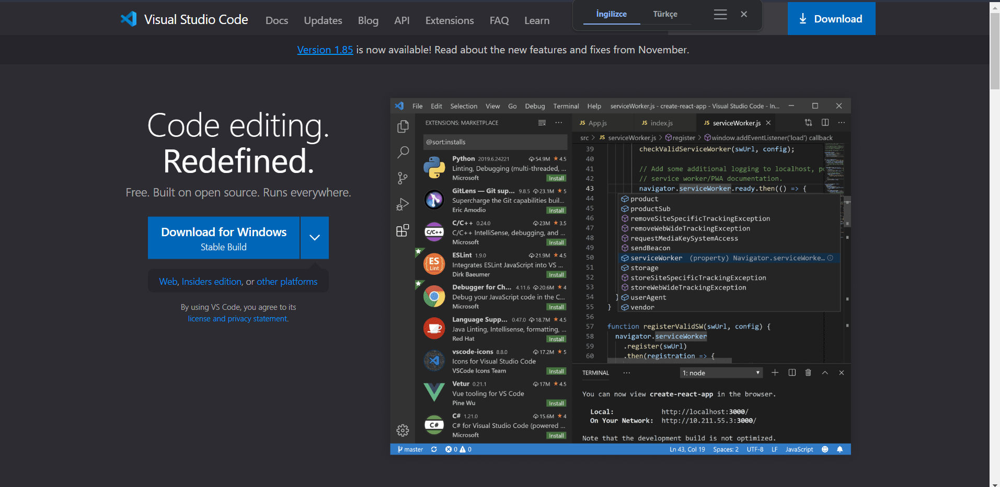 Visual Studio Code Docs Updates Blog API Extensions FAQ Learn İngilizce Türkçe Download
Version 1.85 is now available! Read about the new features and fixes from November.
Code editing.
Redefined.
Free. Built on open source. Runs everywhere.
Download for Windows
Stable Build
Web, Insiders edition, or other platforms
By using VS Code, you agree to its
license and privacy statement.
File Edit Selection View Go Debug Terminal Help serviceWorker.js - create-react-app - Visual Studio Code - In...
EXTENSIONS: MARKETPLACE
@sort:installs
Python 2019.6.24221 54.9M 4.5
Linting, Debugging (multi-threaded, ...
Microsoft Install
GitLens — Git sup... 9.8.5 23.1M 5
Supercharge the Git capabilities buil...
Eric Amodio Install
C/C++
C/C++ 0.24.0 23M 3.5
C/C++ IntelliSense, debugging, and ...
Microsoft Install
ES
Lint
ESLint 1.9.0 21.9M 4.5
Integrates ESLint JavaScript into VS ...
Dirk Baeumer Install
Debugger for Ch... 4.11.6 20.6M 4
Debug your JavaScript code in the C...
Microsoft Install
Language Supp... 0.47.0 18.7M 4.5
Java Linting, Intellisense, formatting, ...
Red Hat Install
vscode-icons 8.8.0 17.2M 5
Icons for Visual Studio Code
VSCode Icons Team Install
Vetur 0.21.1 17M 4.5
Vue tooling for VS Code
Pine Wu Install
C#
C# 1.21.0 15.6M 4
C# for Visual Studio Code (powered ...
Microsoft Install
JS App.js JS index.js JS serviceWorker.js
src > JS serviceWorker.js > register > window.addEventListener('load') callback
39 checkValidServiceWorker(swUrl, config);
40
41 // Add some additional logging to localhost, po
42 // service worker/PWA documentation.
43 navigator.serviceWorker.ready.then(() => {
44 product
45 productSub
46 removeSiteSpecificTrackingException
47 removeWebWideTrackingException
48 requestMediaKeySystemAccess
49 sendBeacon
50 serviceWorker (property) Navigator.serviceWorke...
51 storage
52 storeSiteSpecificTrackingException
53 storeWebWideTrackingException
54 } userAgent
55 } vendor
56
57 function registerValidSW(swUrl, config) {
58 navigator.serviceWorker
59 .register(swUrl)
60 .then(registration => {
TERMINAL ... 1: node
You can now view create-react-app in the browser.
Local: http://localhost:3000/
On Your Network: http://10.211.55.3:3000/
Note that the development build is not optimized.
master 0 0 Ln 43, Col 19 Spaces: 2 UTF-8 LF JavaScript